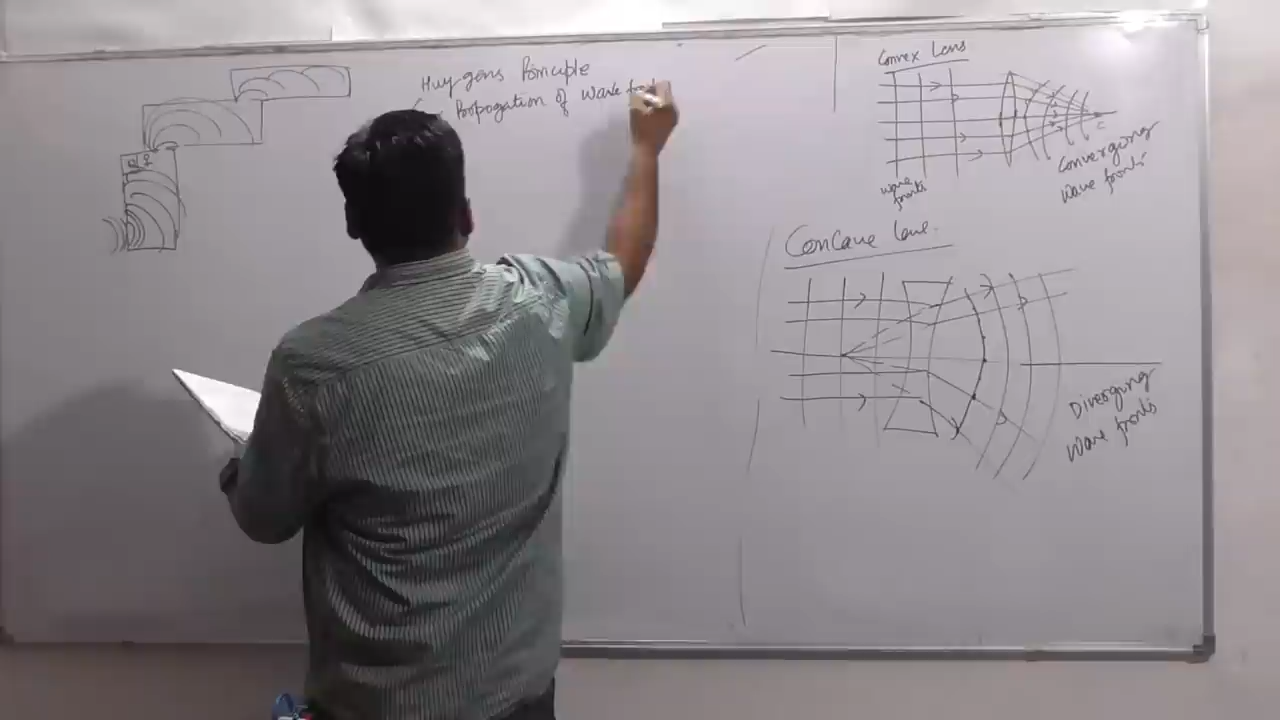 Huygens Principle
Propogation of wave
Convex Lens
wave
fronts
C
Converging
wave fronts
Concave lens.
Diverging
wave fronts